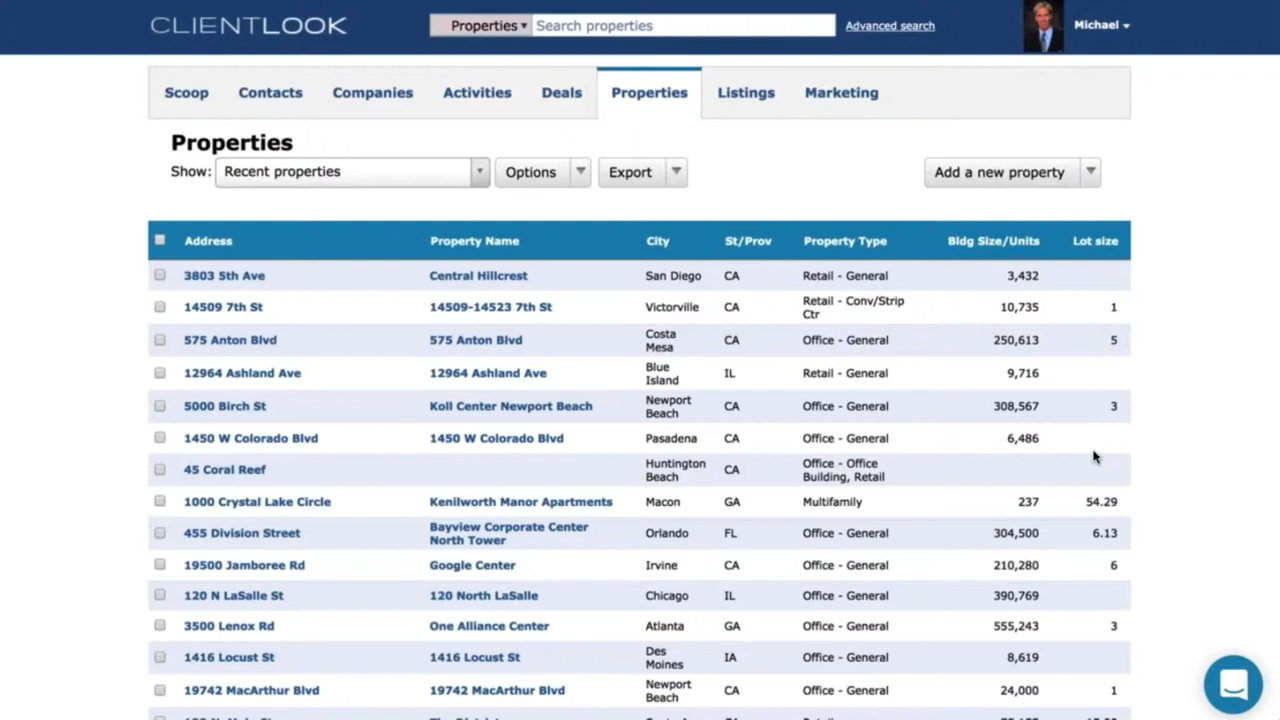 CLIENTLOOK
Properties Search properties Advanced search Michael
Scoop Contacts Companies Activities Deals Properties Listings Marketing
Properties
Show: Recent properties Options Export Add a new property
Address Property Name City St/Prov Property Type Bldg Size/Units Lot size
3803 5th Ave Central Hillcrest San Diego CA Retail - General 3,432
14509 7th St 14509-14523 7th St Victorville CA Retail - Conv/Strip 10,735 1
Ctr
575 Anton Blvd 575 Anton Blvd Costa CA Office - General 250,613 5
Mesa
12964 Ashland Ave 12964 Ashland Ave Blue IL Retail - General 9,716
Island
5000 Birch St Koll Center Newport Beach Newport CA Office - General 308,567 3
Beach
1450 W Colorado Blvd 1450 W Colorado Blvd Pasadena CA Office - General 6,486
45 Coral Reef Huntington CA Office - Office
Beach Building, Retail
1000 Crystal Lake Circle Kenilworth Manor Apartments Macon GA Multifamily 237 54.29
455 Division Street Bayview Corporate Center Orlando FL Office - General 304,500 6.13
North Tower
19500 Jamboree Rd Google Center Irvine CA Office - General 210,280 6
120 N LaSalle St 120 North LaSalle Chicago IL Office - General 390,769
3500 Lenox Rd One Alliance Center Atlanta GA Office - General 555,243 3
1416 Locust St 1416 Locust St Des IA Office - General 8,619
Moines
19742 MacArthur Blvd 19742 MacArthur Blvd Newport CA Office - General 24,000 1
Beach